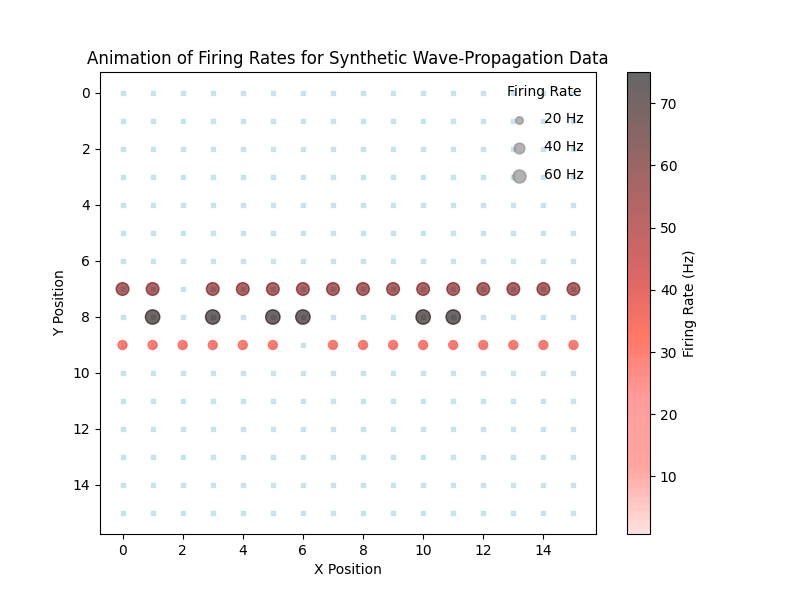 Animation of Firing Rates for Synthetic Wave-Propagation Data
Firing Rate
20 Hz
40 Hz
60 Hz
0
2
4
6
8
10
12
14
Y Position
0 2 4 6 8 10 12 14
X Position
70
60
50
40
30
20
10
Firing Rate (Hz)